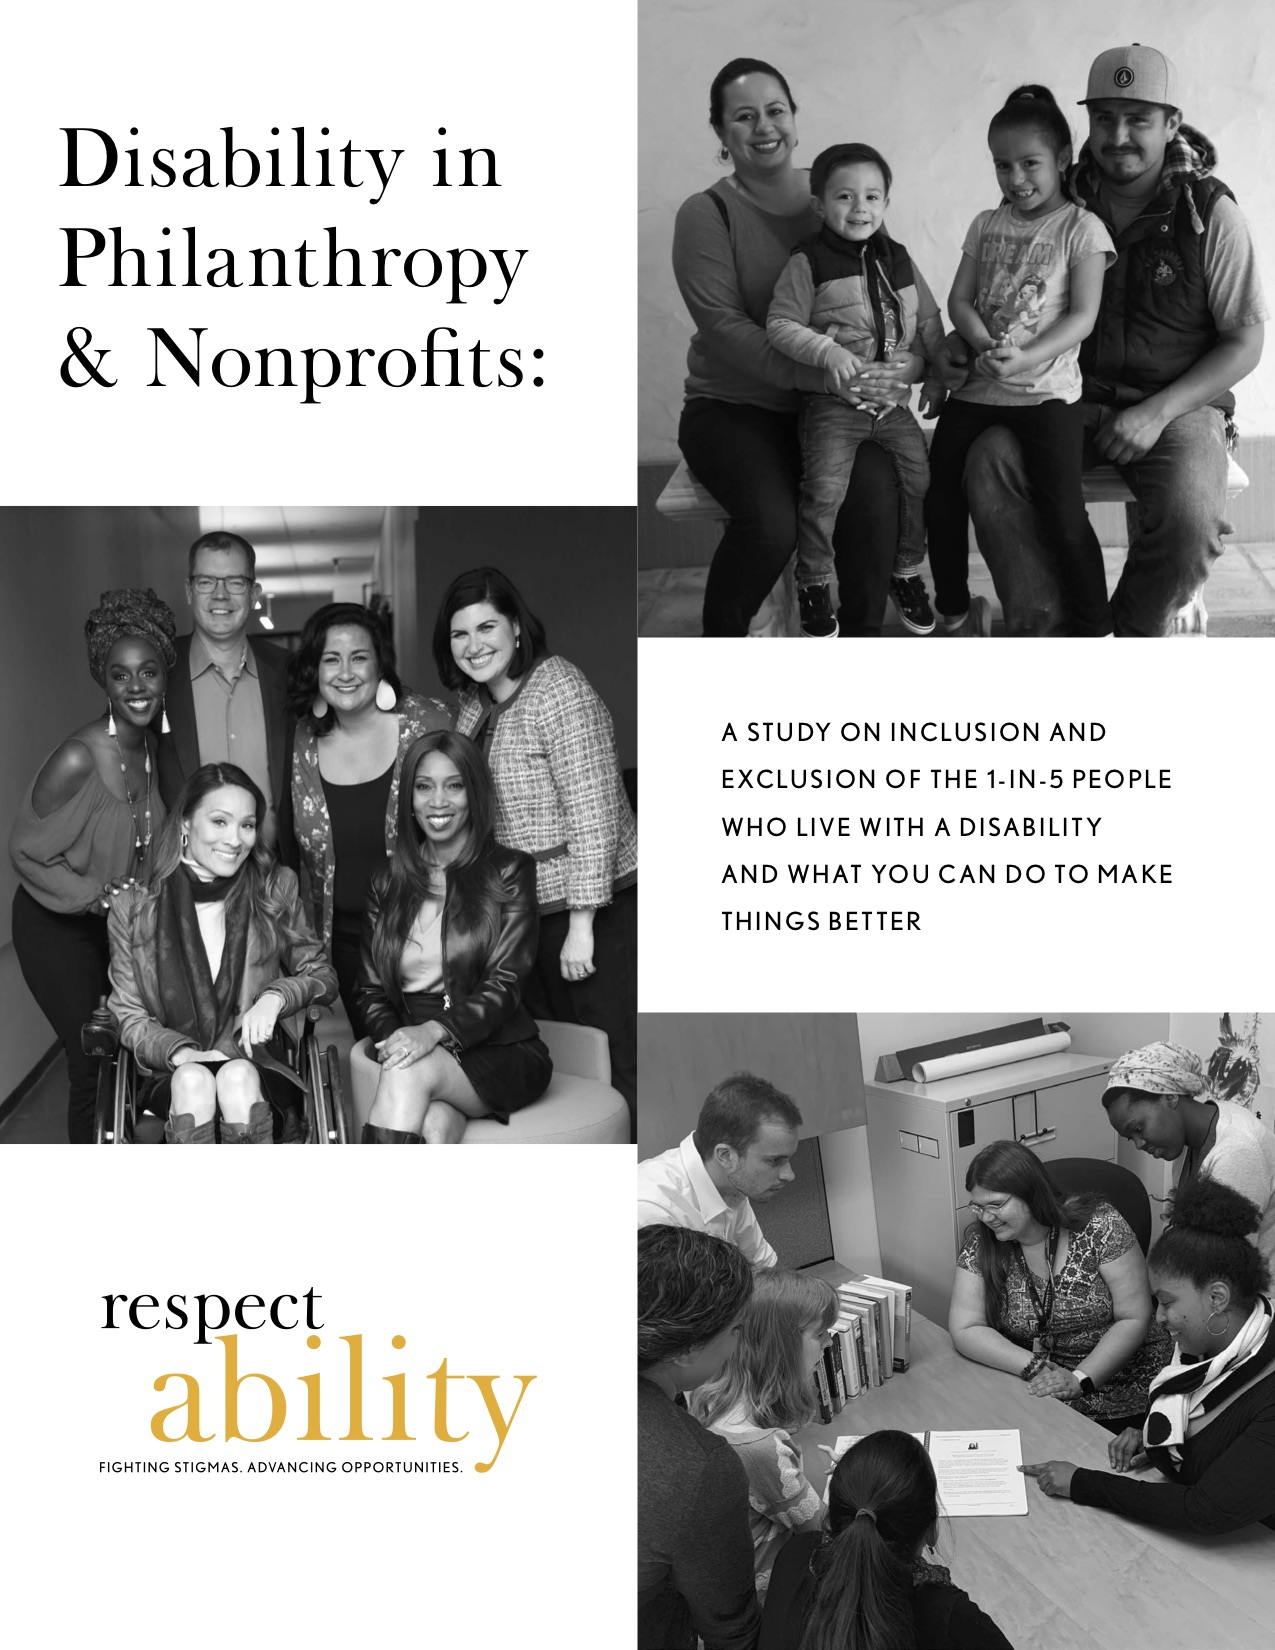 Disability in
Philanthropy
& Nonprofits:
DREAM
A STUDY ON INCLUSION AND
EXCLUSION OF THE 1-IN-5 PEOPLE
WHO LIVE WITH A DISABILITY
AND WHAT YOU CAN DO TO MAKE
THINGS BETTER
respect
ability
FIGHTING STIGMAS. ADVANCING OPPORTUNITIES.